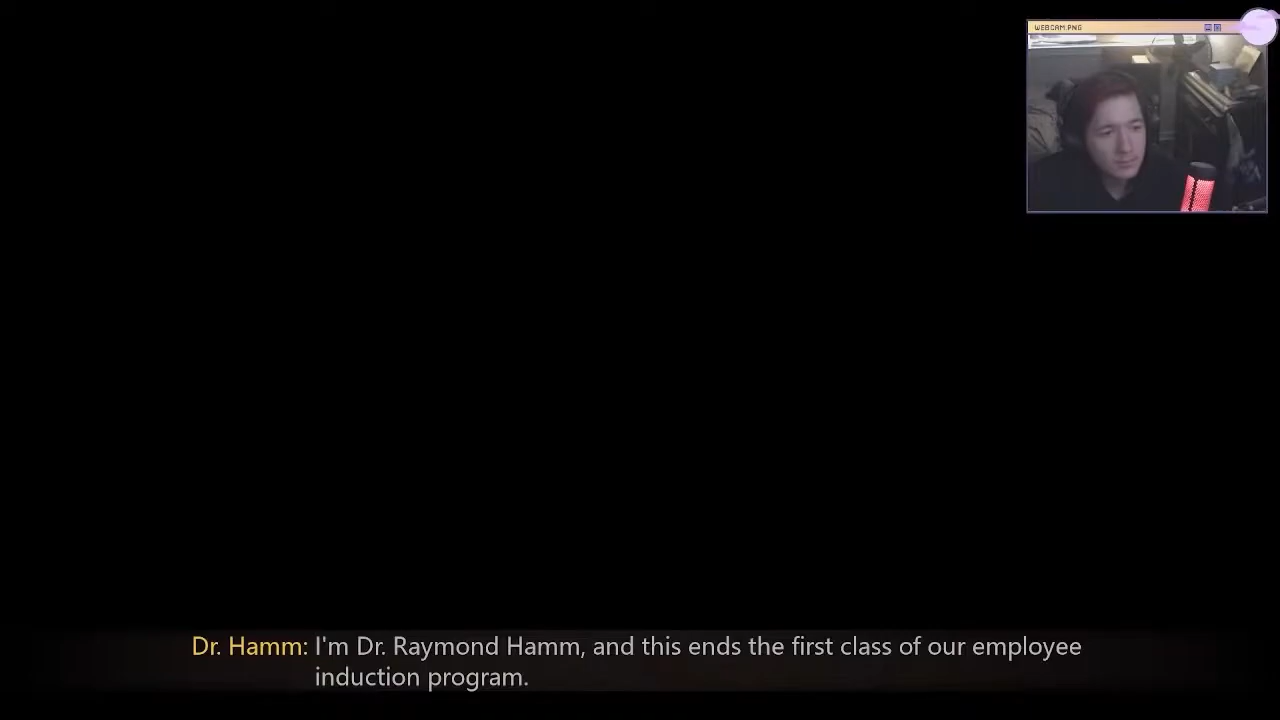 WEBCAM.PNG
Dr. Hamm: I'm Dr. Raymond Hamm, and this ends the first class of our employee
induction program.